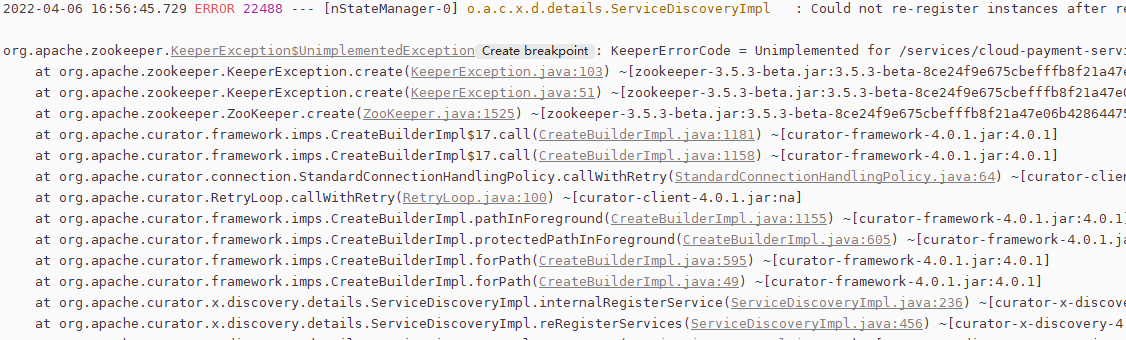 2022-04-06 16:56:45.729 ERROR 22488 --- [nStateManager-0] o.a.c.x.d.details.ServiceDiscoveryImpl   : Could not re-register instances after re
org.apache.zookeeper.KeeperException$UnimplementedException Create breakpoint : KeeperErrorCode = Unimplemented for /services/cloud-payment-servi
at org.apache.zookeeper.KeeperException.create(KeeperException.java:103) ~[zookeeper-3.5.3-beta.jar:3.5.3-beta-8ce24f9e675cbefffb8f21a47e
at org.apache.zookeeper.KeeperException.create(KeeperException.java:51) ~[zookeeper-3.5.3-beta.jar:3.5.3-beta-8ce24f9e675cbefffb8f21a47e0
at org.apache.zookeeper.ZooKeeper.create(ZooKeeper.java:1525) ~[zookeeper-3.5.3-beta.jar:3.5.3-beta-8ce24f9e675cbefffb8f21a47e06b42864475
at org.apache.curator.framework.imps.CreateBuilderImpl$17.call(CreateBuilderImpl.java:1181) ~[curator-framework-4.0.1.jar:4.0.1]
at org.apache.curator.framework.imps.CreateBuilderImpl$17.call(CreateBuilderImpl.java:1158) ~[curator-framework-4.0.1.jar:4.0.1]
at org.apache.curator.connection.StandardConnectionHandlingPolicy.callWithRetry(StandardConnectionHandlingPolicy.java:64) ~[curator-clien
at org.apache.curator.RetryLoop.callWithRetry(RetryLoop.java:100) ~[curator-client-4.0.1.jar:na]
at org.apache.curator.framework.imps.CreateBuilderImpl.pathInForeground(CreateBuilderImpl.java:1155) ~[curator-framework-4.0.1.jar:4.0.1]
at org.apache.curator.framework.imps.CreateBuilderImpl.protectedPathInForeground(CreateBuilderImpl.java:605) ~[curator-framework-4.0.1.ja
at org.apache.curator.framework.imps.CreateBuilderImpl.forPath(CreateBuilderImpl.java:595) ~[curator-framework-4.0.1.jar:4.0.1]
at org.apache.curator.framework.imps.CreateBuilderImpl.forPath(CreateBuilderImpl.java:49) ~[curator-framework-4.0.1.jar:4.0.1]
at org.apache.curator.x.discovery.details.ServiceDiscoveryImpl.internalRegisterService(ServiceDiscoveryImpl.java:236) ~[curator-x-discove
at org.apache.curator.x.discovery.details.ServiceDiscoveryImpl.reRegisterServices(ServiceDiscoveryImpl.java:456) ~[curator-x-discovery-4